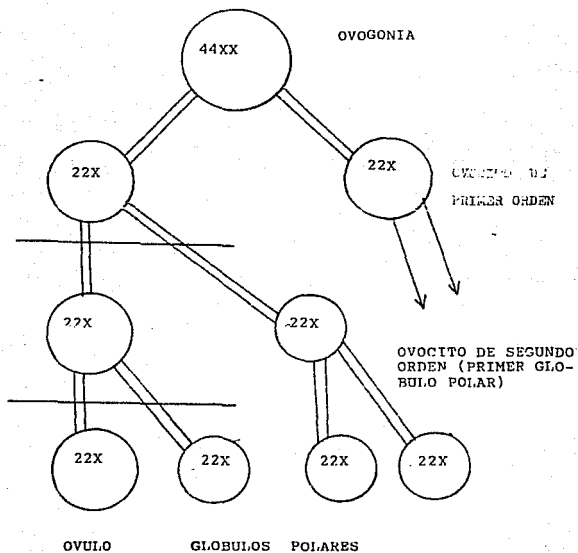 44XX
OVOGONIA
22X
22X
PRIMER ORDEN
22X
22X
OVOCITO DE SEGUNDO
ORDEN (PRIMER GLO-
BULO POLAR)
22X
22X
22X
22X
OVULO GLOBULOS POLARES